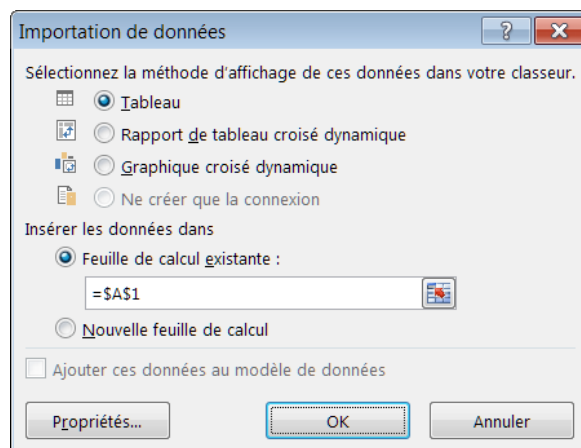 Importation de données
Sélectionnez la méthode d'affichage de ces données dans votre classeur.
Tableau
Rapport de tableau croisé dynamique
Graphique croisé dynamique
Ne créer que la connexion
Insérer les données dans
Feuille de calcul existante :
=$A$1
Nouvelle feuille de calcul
Ajouter ces données au modèle de données
Propriétés... OK Annuler